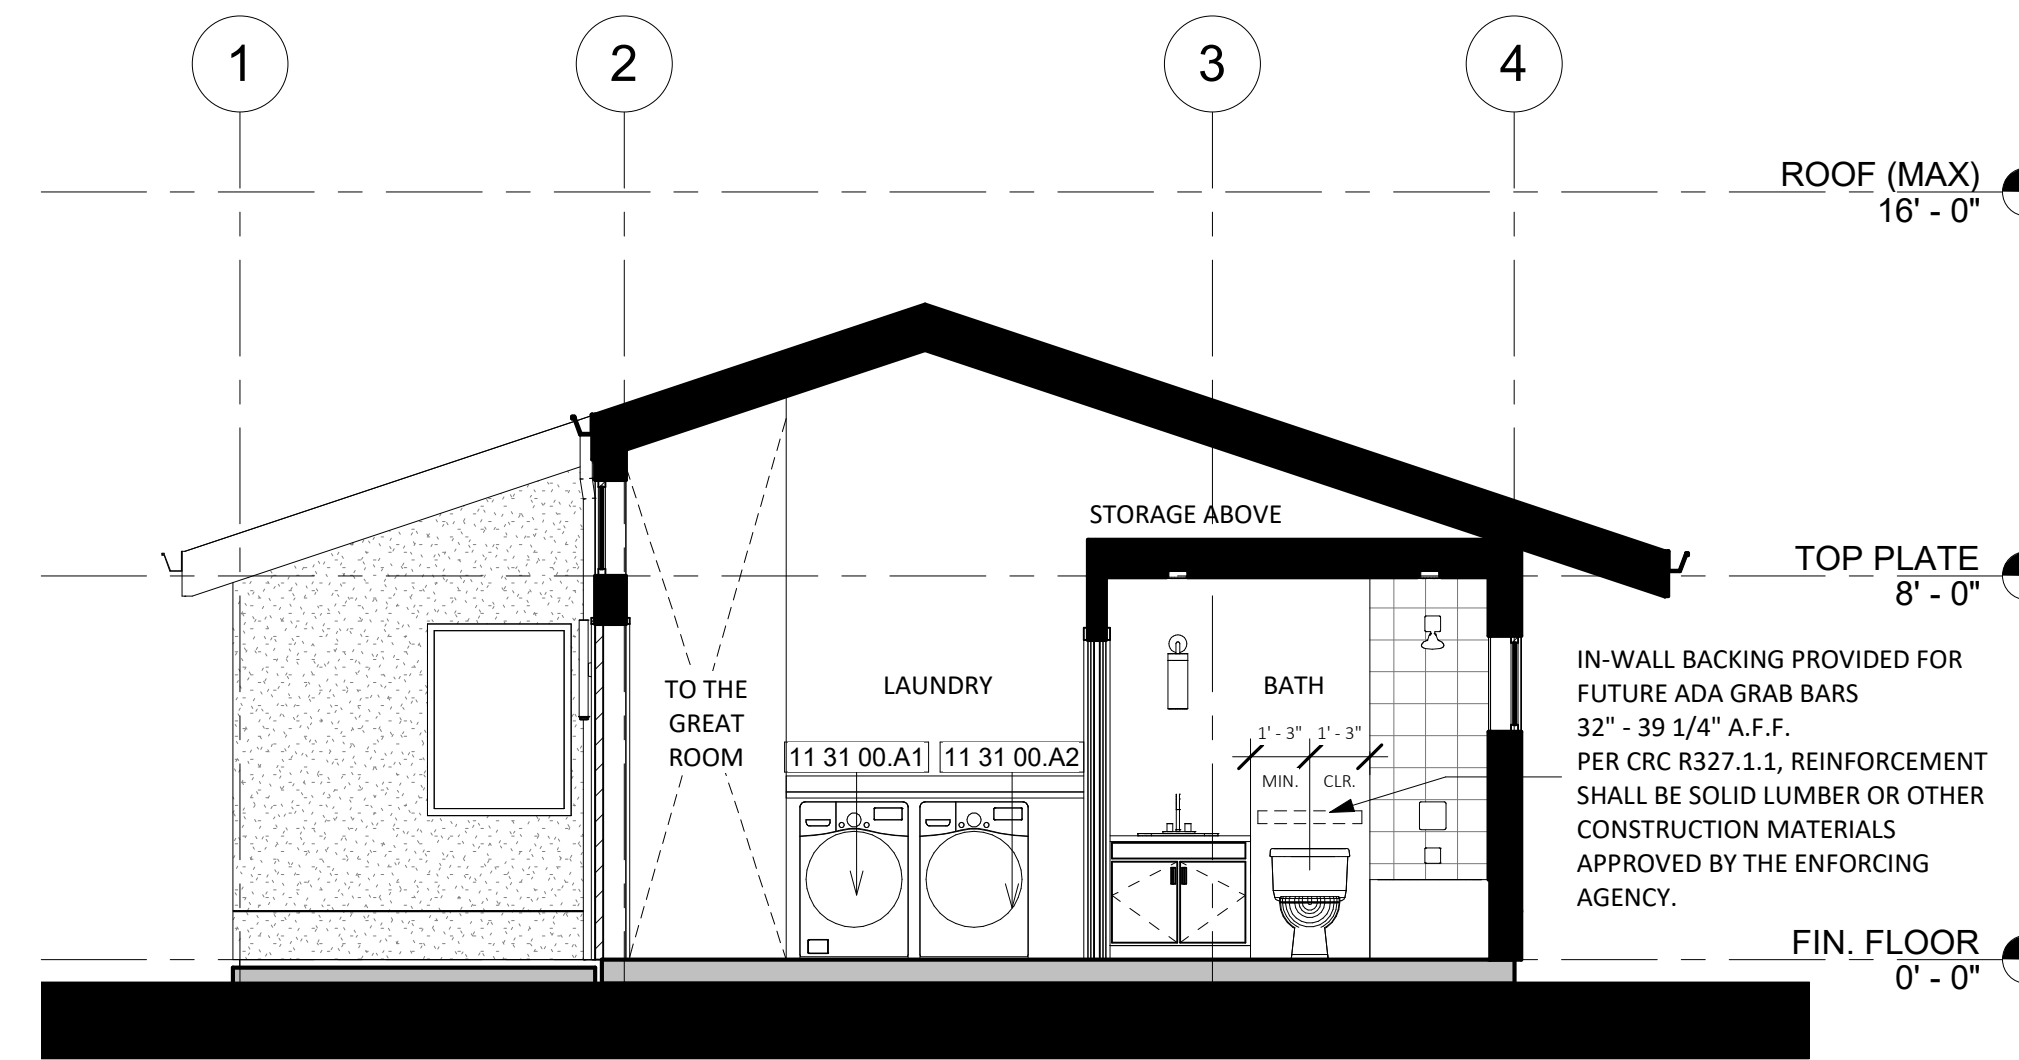 1
2
3
4
ROOF (MAX)
16' - 0"
STORAGE ABOVE
TOP PLATE
8' - 0"
TO THE
GREAT
ROOM
LAUNDRY
BATH
11 31 00.A1
11 31 00.A2
1' - 3"
1' - 3"
MIN.
CLR.
IN-WALL BACKING PROVIDED FOR
FUTURE ADA GRAB BARS
32" - 39 1/4" A.F.F.
PER CRC R327.1.1, REINFORCEMENT
SHALL BE SOLID LUMBER OR OTHER
CONSTRUCTION MATERIALS
APPROVED BY THE ENFORCING
AGENCY.
FIN. FLOOR
0' - 0"